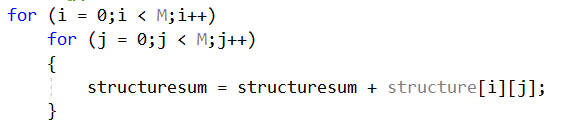 for (i = 0;i < M;i++)
for (j = 0;j < M;j++)
{
structuresum = structuresum + structure[i][j];
}